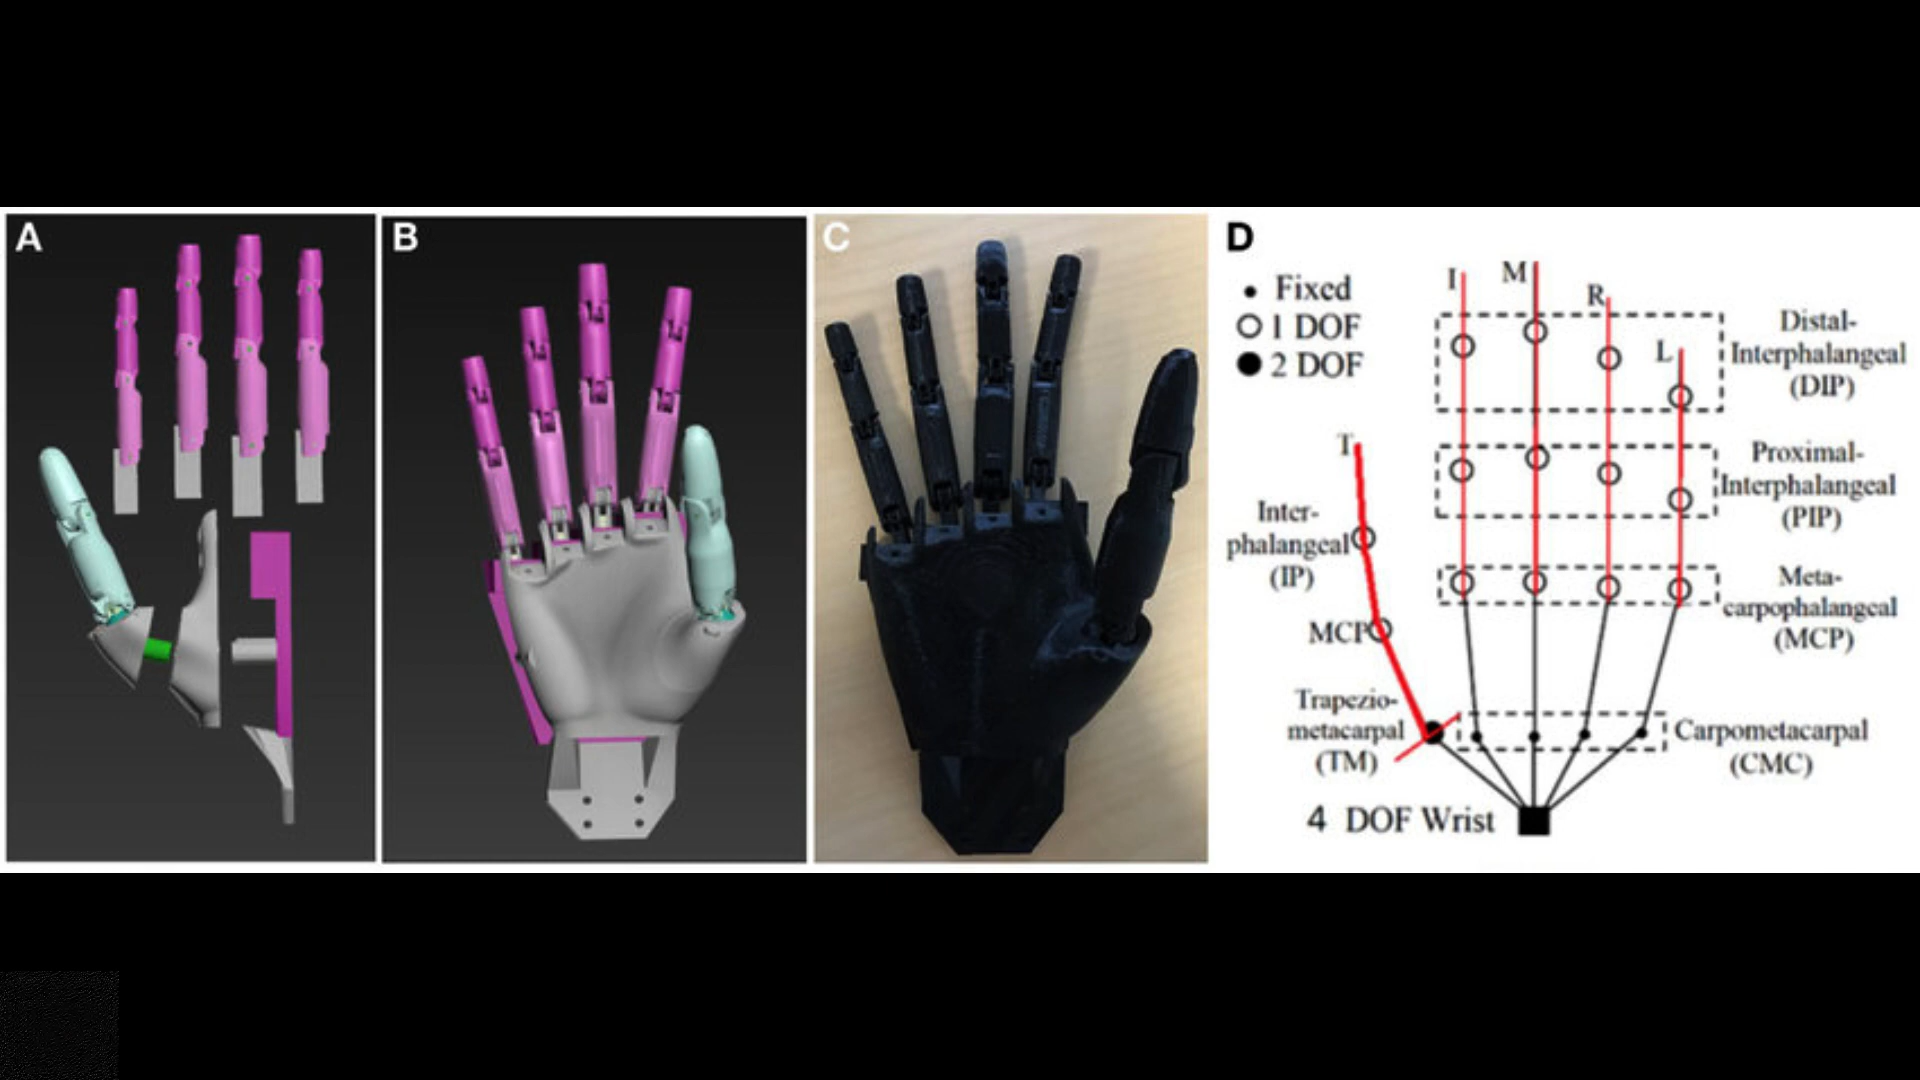 A
B
C
D
Fixed
1 DOF
2 DOF
I
M
R
L
T
Distal-
Interphalangeal
(DIP)
Proximal-
Interphalangeal
(PIP)
Inter-
phalangeal
(IP)
MCP
Meta-
carpophalangeal
(MCP)
Trapezio-
metacarpal
(TM)
Carpometacarpal
(CMC)
4 DOF Wrist